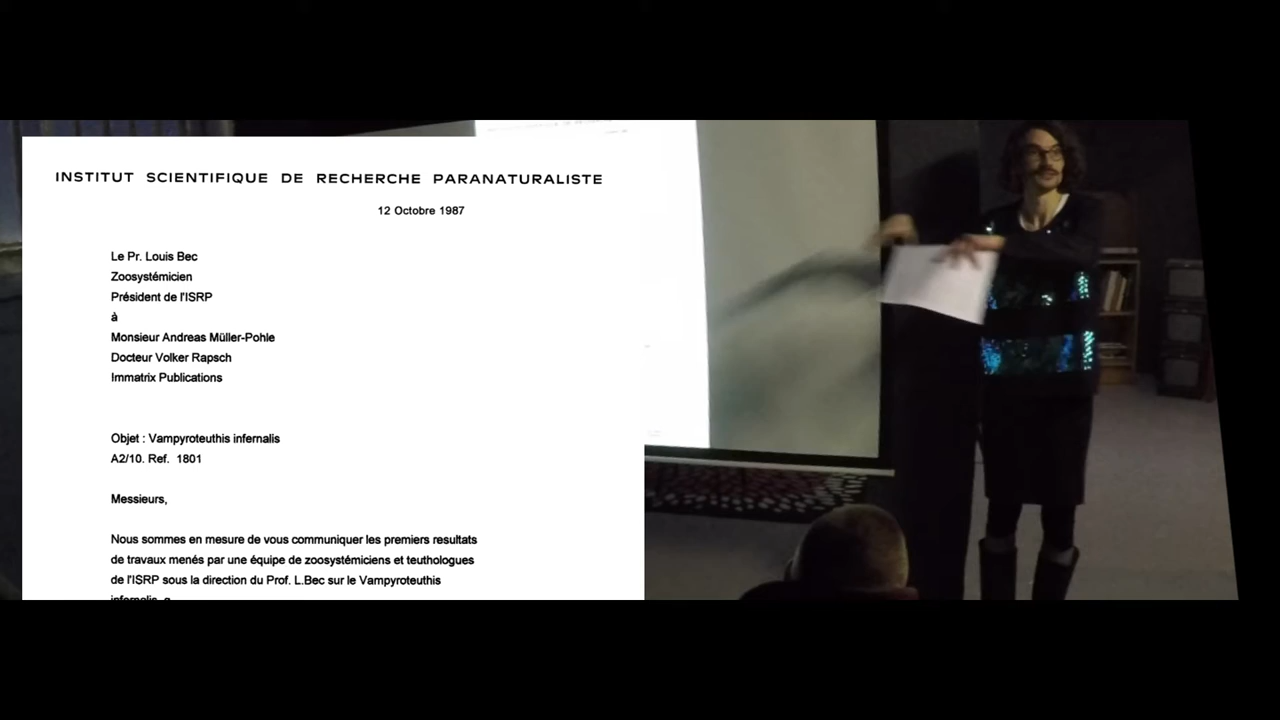 INSTITUT SCIENTIFIQUE DE RECHERCHE PARANATURALISTE
12 Octobre 1987
Le Pr. Louis Bec
Zoosystémicien
Président de l'ISRP
à
Monsieur Andreas Müller-Pohle
Docteur Volker Rapsch
Immatrix Publications
Objet : Vampyroteuthis infernalis
A2/10. Ref. 1801
Messieurs,
Nous sommes en mesure de vous communiquer les premiers resultats
de travaux menés par une équipe de zoosystémiciens et teuthologues
de l'ISRP sous la direction du Prof. L.Bec sur le Vampyroteuthis